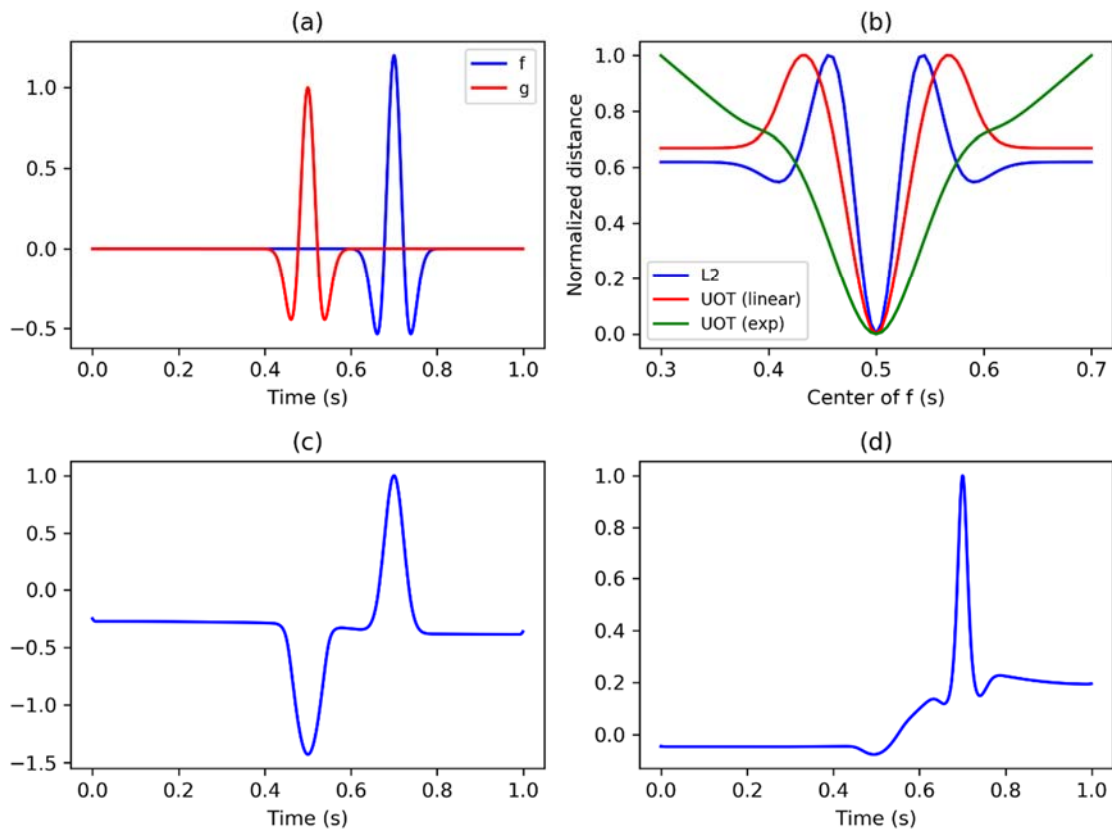 (a)
1.0
0.5
0.0
−0.5
f
g
0.0 0.2 0.4 0.6 0.8 1.0
Time (s)
(b)
Normalized distance
1.0
0.8
0.6
0.4
0.2
0.0
L2
UOT (linear)
UOT (exp)
0.3 0.4 0.5 0.6 0.7
Center of f (s)
(c)
1.0
0.5
0.0
−0.5
−1.0
−1.5
0.0 0.2 0.4 0.6 0.8 1.0
Time (s)
(d)
1.0
0.8
0.6
0.4
0.2
0.0
0.0 0.2 0.4 0.6 0.8 1.0
Time (s)